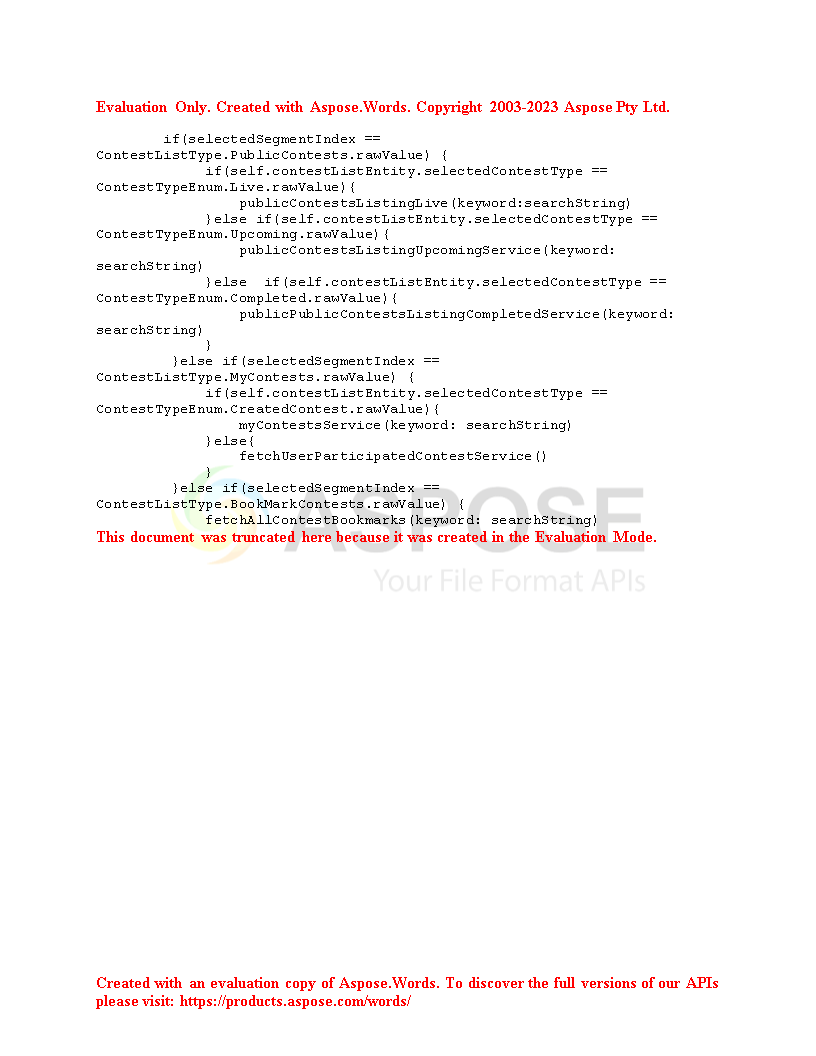 Evaluation Only. Created with Aspose.Words. Copyright 2003-2023 Aspose Pty Ltd.
if(selectedSegmentIndex ==
ContestListType.PublicContests.rawValue) {
if(self.contestListEntity.selectedContestType ==
ContestTypeEnum.Live.rawValue){
publicContestsListingLive(keyword:searchString)
}else if(self.contestListEntity.selectedContestType ==
ContestTypeEnum.Upcoming.rawValue){
publicContestsListingUpcomingService(keyword:
searchString)
}else  if(self.contestListEntity.selectedContestType ==
ContestTypeEnum.Completed.rawValue){
publicPublicContestsListingCompletedService(keyword:
searchString)
}
}else if(selectedSegmentIndex ==
ContestListType.MyContests.rawValue) {
if(self.contestListEntity.selectedContestType ==
ContestTypeEnum.CreatedContest.rawValue){
myContestsService(keyword: searchString)
}else{
fetchUserParticipatedContestService()
}
}else if(selectedSegmentIndex ==
ContestListType.BookMarkContests.rawValue) {
fetchAllContestBookmarks(keyword: searchString)
This document was truncated here because it was created in the Evaluation Mode.
ASPOSE
Your File Format APIs
Created with an evaluation copy of Aspose.Words. To discover the full versions of our APIs
please visit: https://products.aspose.com/words/